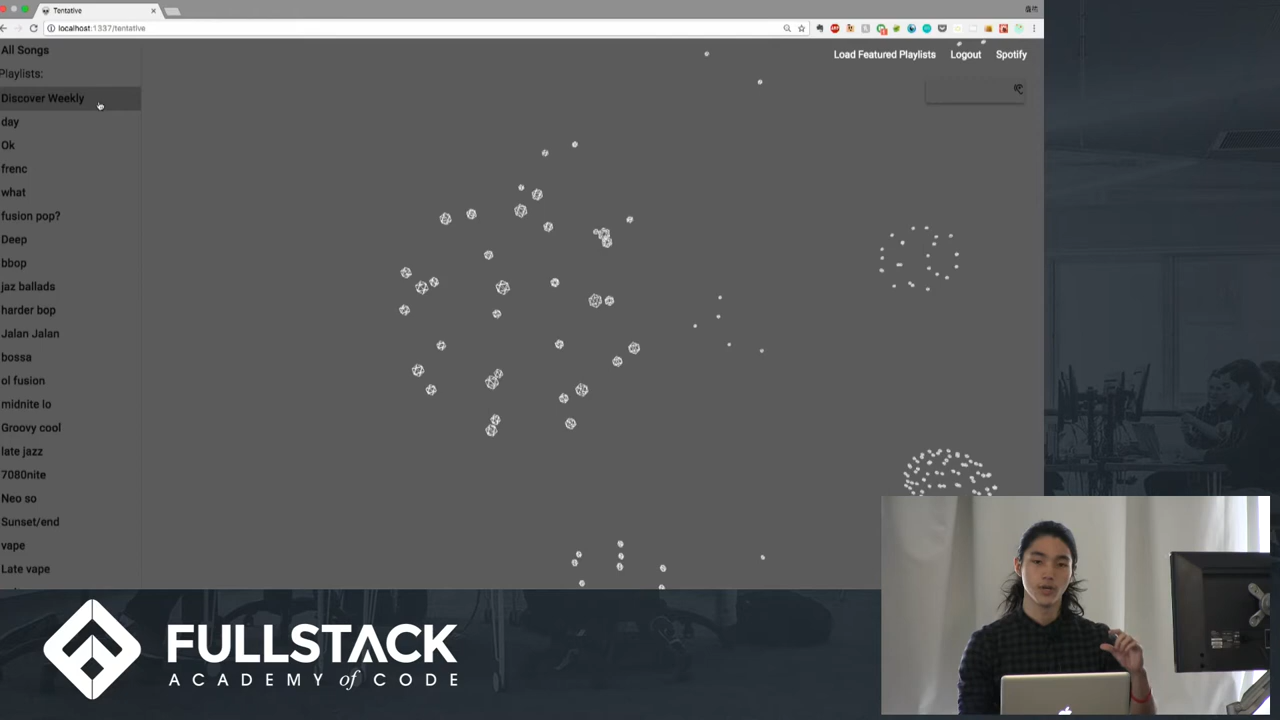 Tentative
localhost:1337/tentative
All Songs
Load Featured Playlists Logout Spotify
Playlists:
Discover Weekly
day
Ok
frenc
what
fusion pop?
Deep
bbop
jaz ballads
harder bop
Jalan Jalan
bossa
ol fusion
midnite lo
Groovy cool
late jazz
7080nite
Neo so
Sunset/end
vape
Late vape
FULLSTACK
ACADEMY of CODE